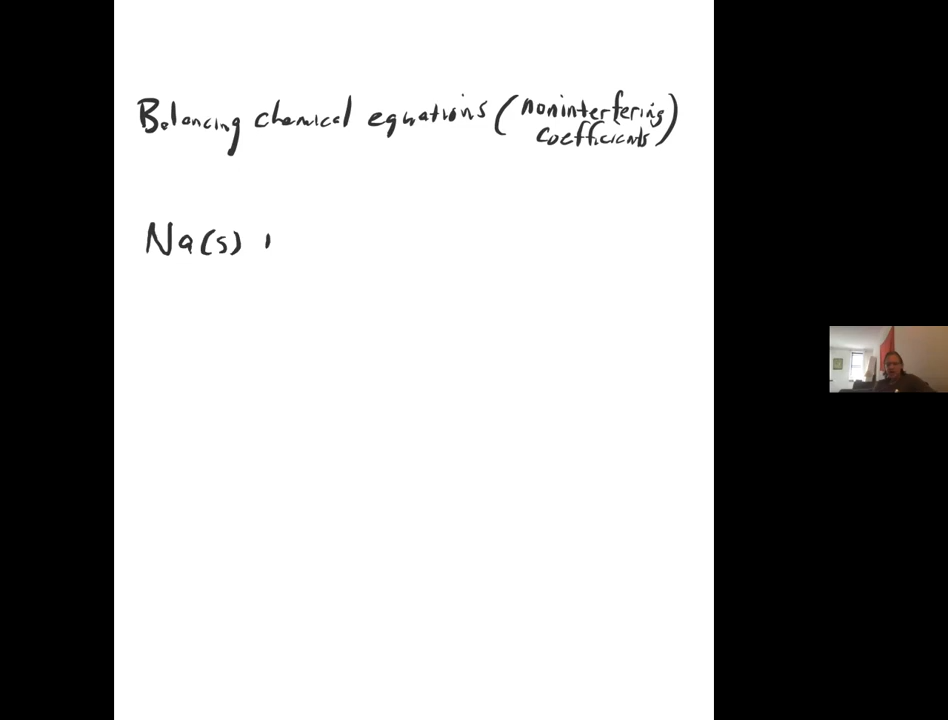 Balancing chemical equations (noninterfering
coefficients)
Na(s)